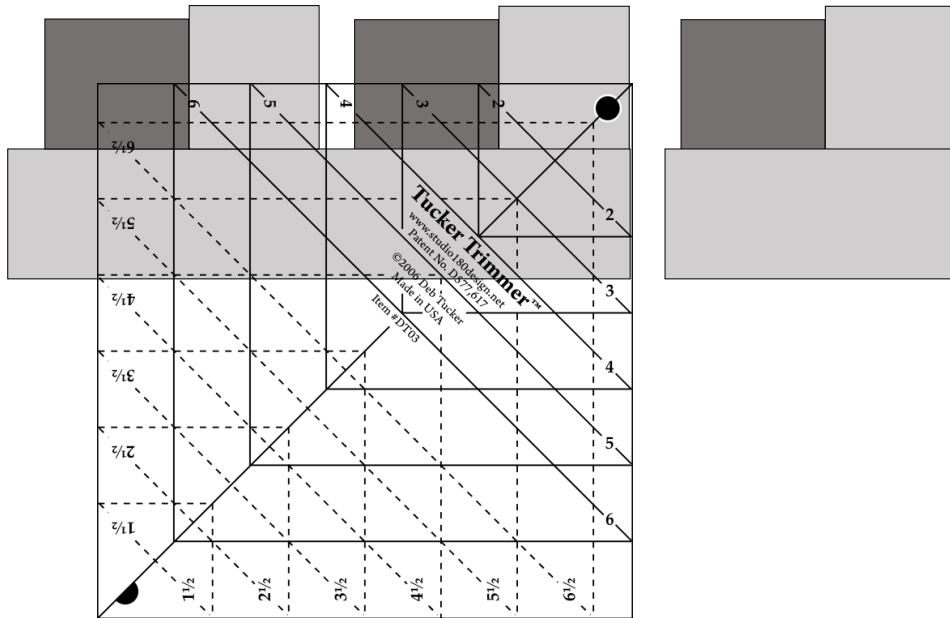 6 5 4 3 2
6½
5½
4½
3½
2½
1½
Tucker Trimmer™
www.studio180design.net
Patent No. D577,617
©2006 Deb Tucker
Made in USA
Item #DT03
2
3
4
5
6
1½ 2½ 3½ 4½ 5½ 6½